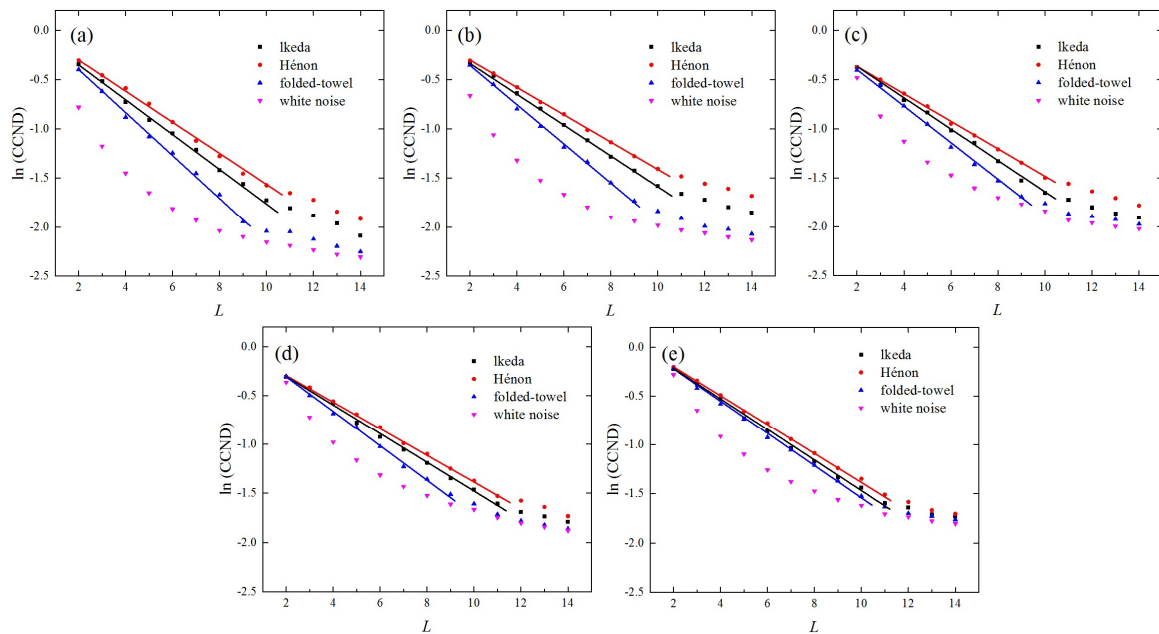 (a)
Ikeda
Hénon
folded-towel
white noise
0.0
-0.5
-1.0
-1.5
-2.0
-2.5
ln (CCND)
2 4 6 8 10 12 14
L
(b)
Ikeda
Hénon
folded-towel
white noise
0.0
-0.5
-1.0
-1.5
-2.0
-2.5
ln (CCND)
2 4 6 8 10 12 14
L
(c)
Ikeda
Hénon
folded-towel
white noise
0.0
-0.5
-1.0
-1.5
-2.0
-2.5
ln (CCND)
2 4 6 8 10 12 14
L
(d)
Ikeda
Hénon
folded-towel
white noise
0.0
-0.5
-1.0
-1.5
-2.0
-2.5
ln (CCND)
2 4 6 8 10 12 14
L
(e)
Ikeda
Hénon
folded-towel
white noise
0.0
-0.5
-1.0
-1.5
-2.0
-2.5
ln (CCND)
2 4 6 8 10 12 14
L